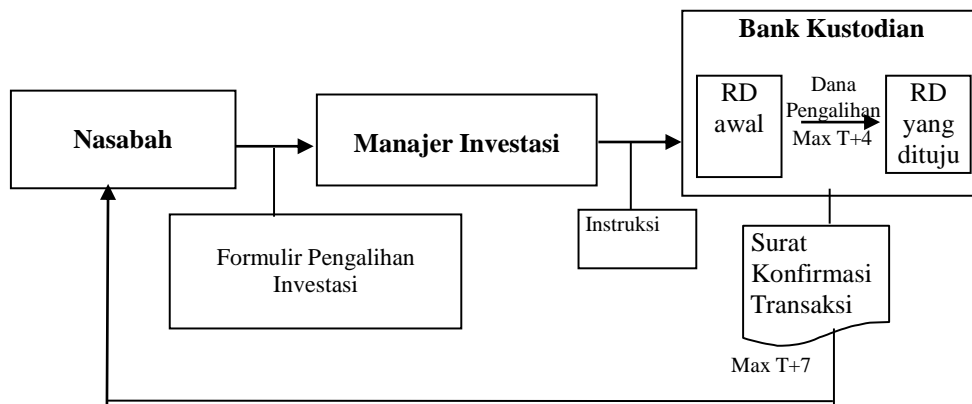 Bank Kustodian
Nasabah
Manajer Investasi
RD
awal
Dana
Pengalihan
Max T+4
RD
yang
dituju
Formulir Pengalihan
Investasi
Instruksi
Surat
Konfirmasi
Transaksi
Max T+7